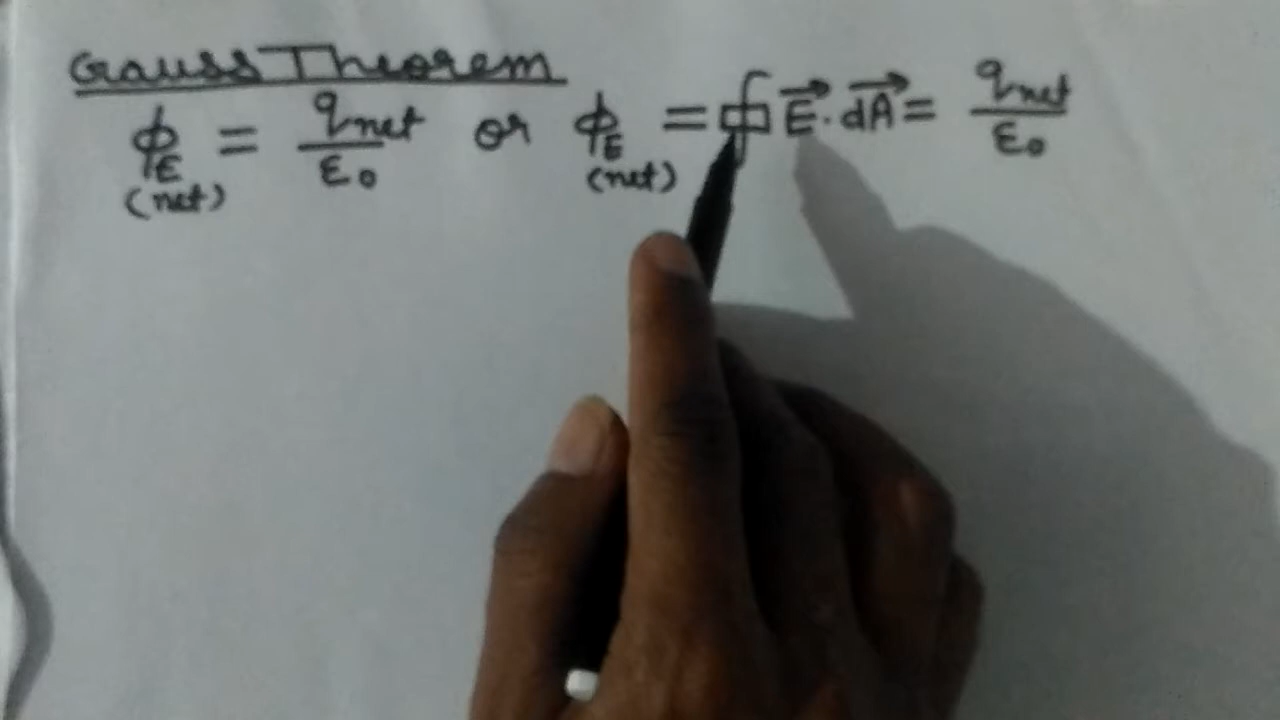 Gauss Theorem
ϕE (net) = qnet/ε0 or ϕE (net) = ∮ E⃗ · dA⃗ = qnet/ε0